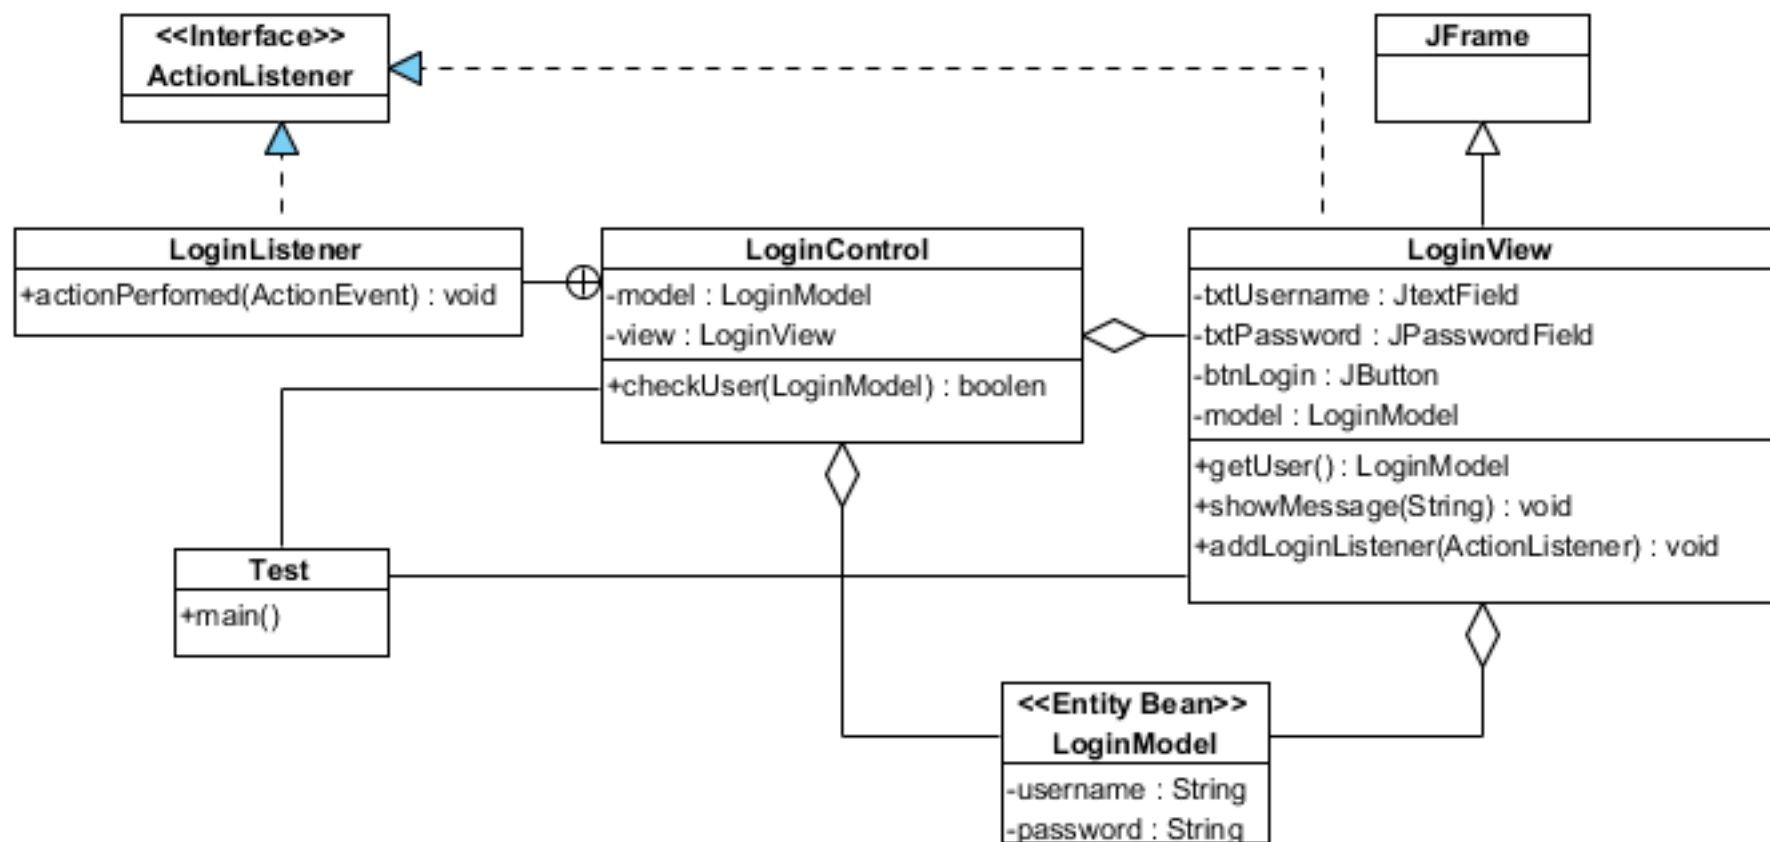 <<Interface>>
ActionListener
JFrame
LoginListener
+actionPerfomed(ActionEvent) : void
LoginControl
-model : LoginModel
-view : LoginView
+checkUser(LoginModel) : boolen
LoginView
-txtUsername : JtextField
-txtPassword : JPasswordField
-btnLogin : JButton
-model : LoginModel
+getUser() : LoginModel
+showMessage(String) : void
+addLoginListener(ActionListener) : void
Test
+main()
<<Entity Bean>>
LoginModel
-username : String
-password : String